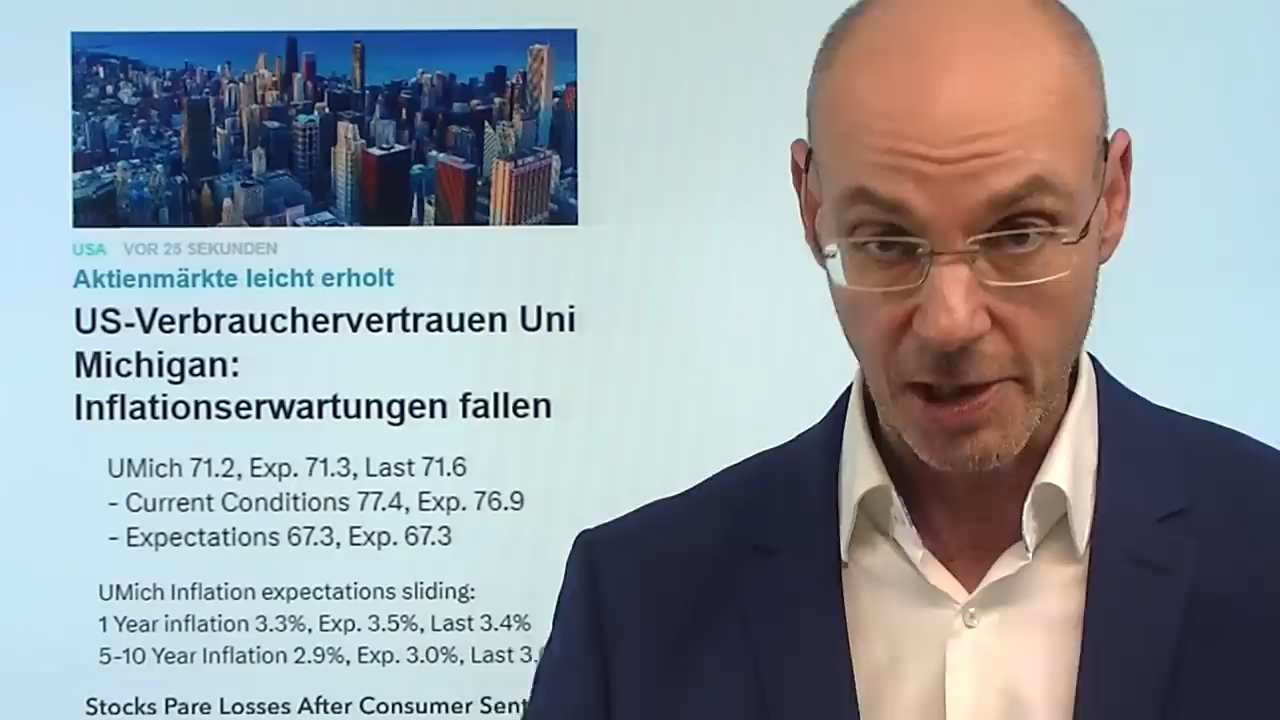 USA VOR 25 SEKUNDEN
Aktienmärkte leicht erholt
US-Verbrauchervertrauen Uni
Michigan:
Inflationserwartungen fallen
UMich 71.2, Exp. 71.3, Last 71.6
- Current Conditions 77.4, Exp. 76.9
- Expectations 67.3, Exp. 67.3
UMich Inflation expectations sliding:
1 Year inflation 3.3%, Exp. 3.5%, Last 3.4%
5-10 Year Inflation 2.9%, Exp. 3.0%, Last 3.
Stocks Pare Losses After Consumer Sent